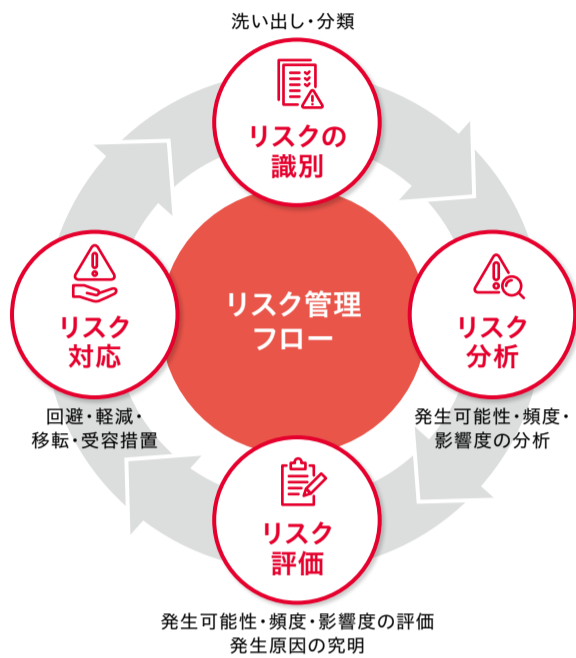 洗い出し・分類
リスクの
識別
リスク管理
フロー
リスク
分析
発生可能性・頻度・
影響度の分析
リスク
評価
発生可能性・頻度・影響度の評価
発生原因の究明
リスク
対応
回避・軽減・
移転・受容措置